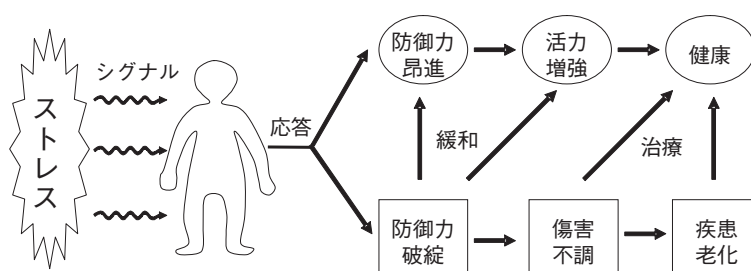 ストレス
シグナル
応答
防御力
昂進
活力
増強
健康
緩和
治療
防御力
破綻
傷害
不調
疾患
老化